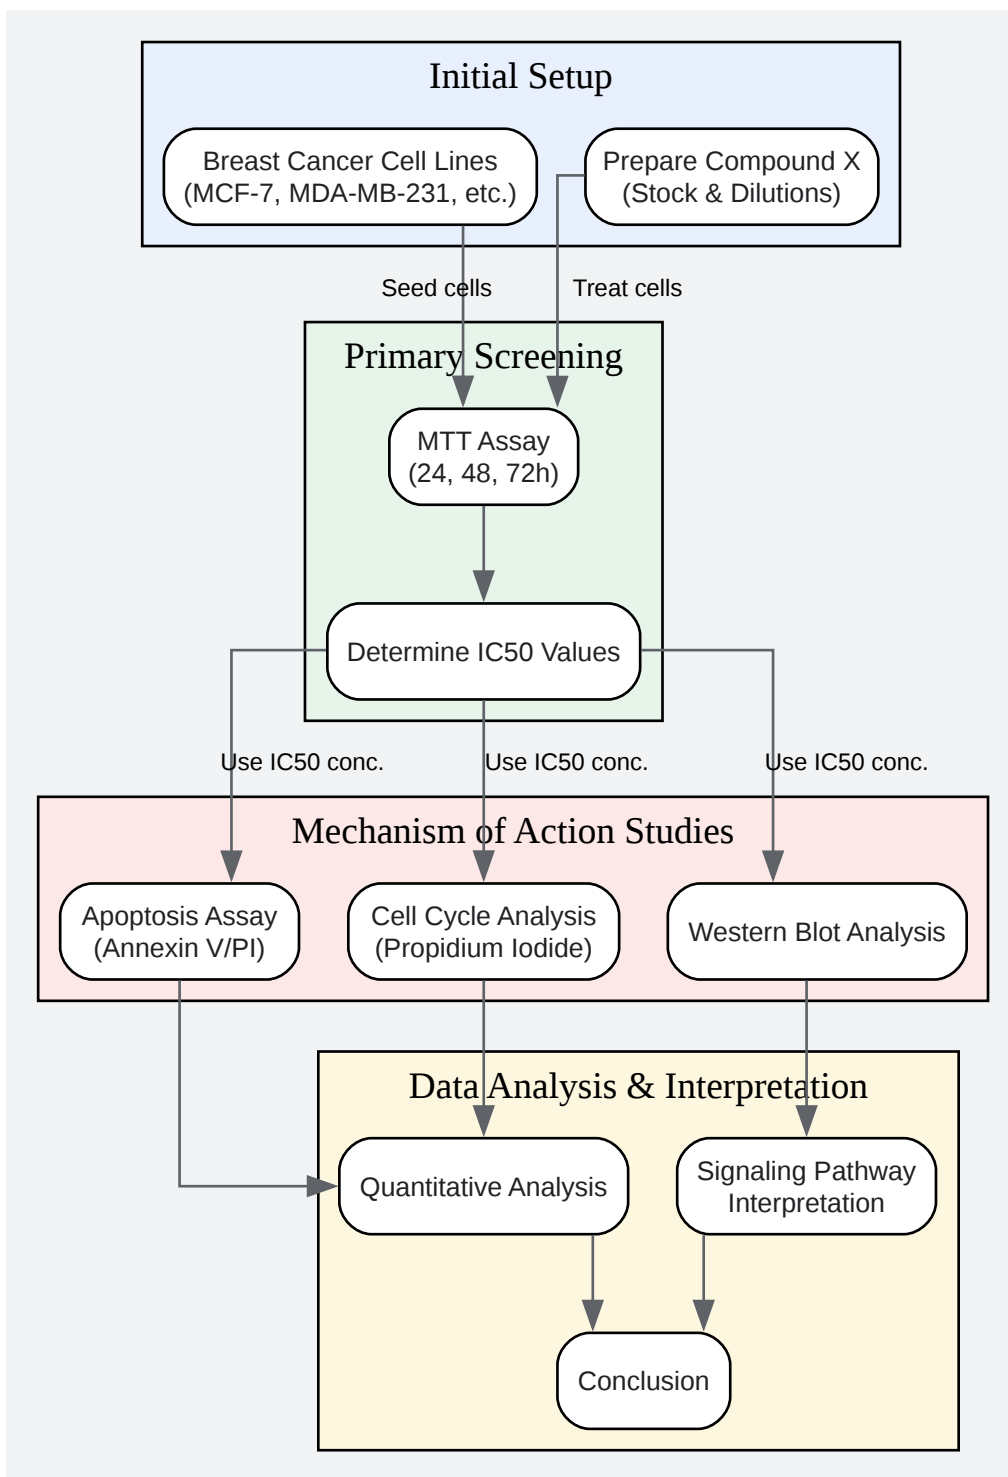 Initial Setup
Breast Cancer Cell Lines
(MCF-7, MDA-MB-231, etc.)
Prepare Compound X
(Stock & Dilutions)
Seed cells
Treat cells
Primary Screening
MTT Assay
(24, 48, 72h)
Determine IC50 Values
Use IC50 conc.
Use IC50 conc.
Use IC50 conc.
Mechanism of Action Studies
Apoptosis Assay
(Annexin V/PI)
Cell Cycle Analysis
(Propidium Iodide)
Western Blot Analysis
Data Analysis & Interpretation
Quantitative Analysis
Signaling Pathway
Interpretation
Conclusion